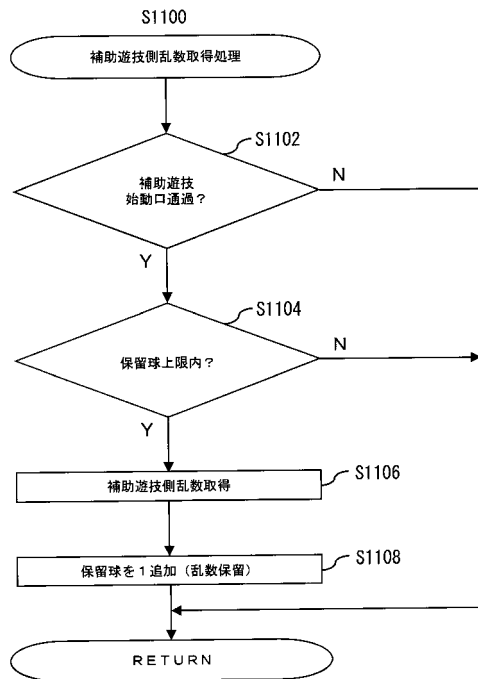 S1100
補助遊技側乱数取得処理
S1102
補助遊技
始動口通過？
N
Y
S1104
保留球上限内？
N
Y
補助遊技側乱数取得
S1106
保留球を１追加（乱数保留）
S1108
RETURN